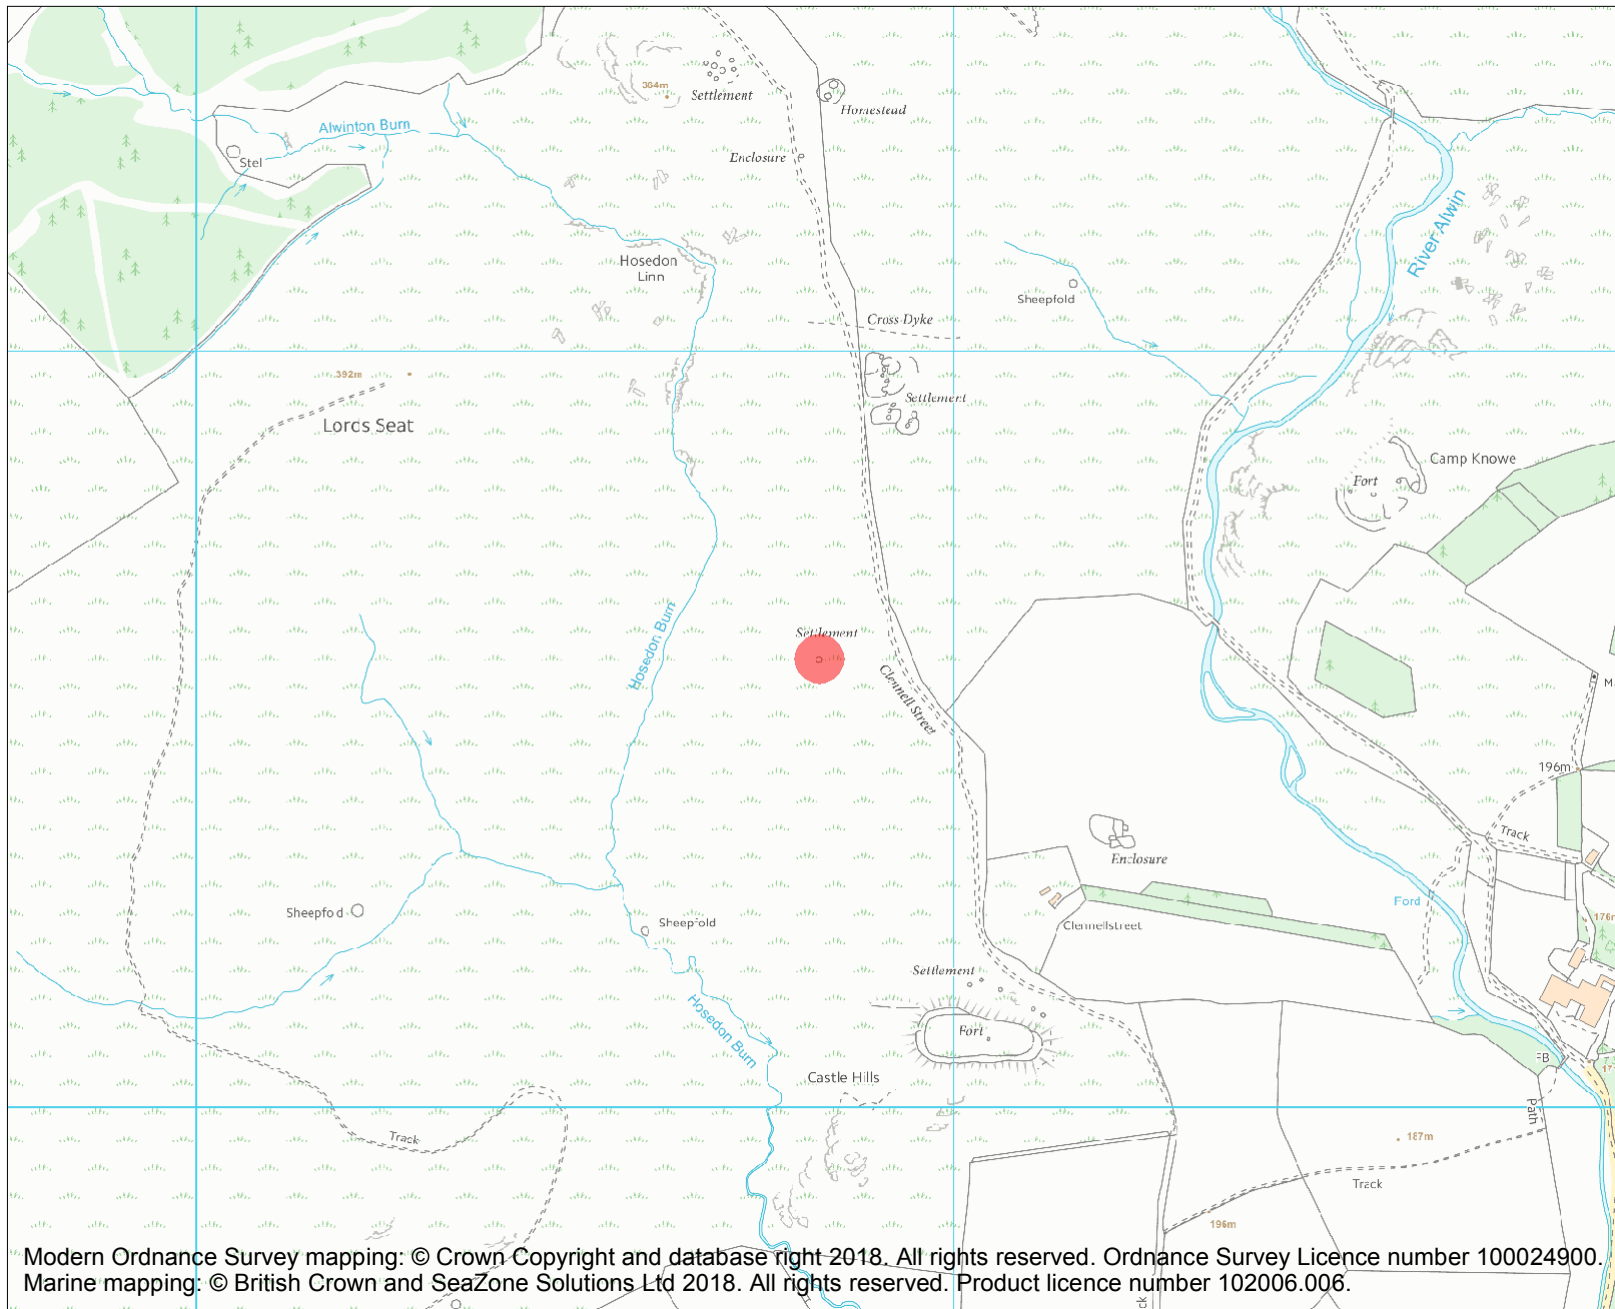 364m
Settlement
Homestead
Alwinton Burn
Enclosure
Stel
River Alwin
Hosedon
Linn
Sheepfold
Cross Dyke
392m
Settlement
Lords Seat
Camp Knowe
Fort
Hosedon Burn
Settlement
Clennell Street
196m
Track
Enclosure
Ford
Sheepfold
Sheepfold
Clennellstreet
176m
Settlement
Hosedon Burn
Fort
FB
Castle Hills
Path
Track
187m
Track
196m
Modern Ordnance Survey mapping: © Crown Copyright and database right 2018. All rights reserved. Ordnance Survey Licence number 100024900.
Marine mapping: © British Crown and SeaZone Solutions Ltd 2018. All rights reserved. Product licence number 102006.006.